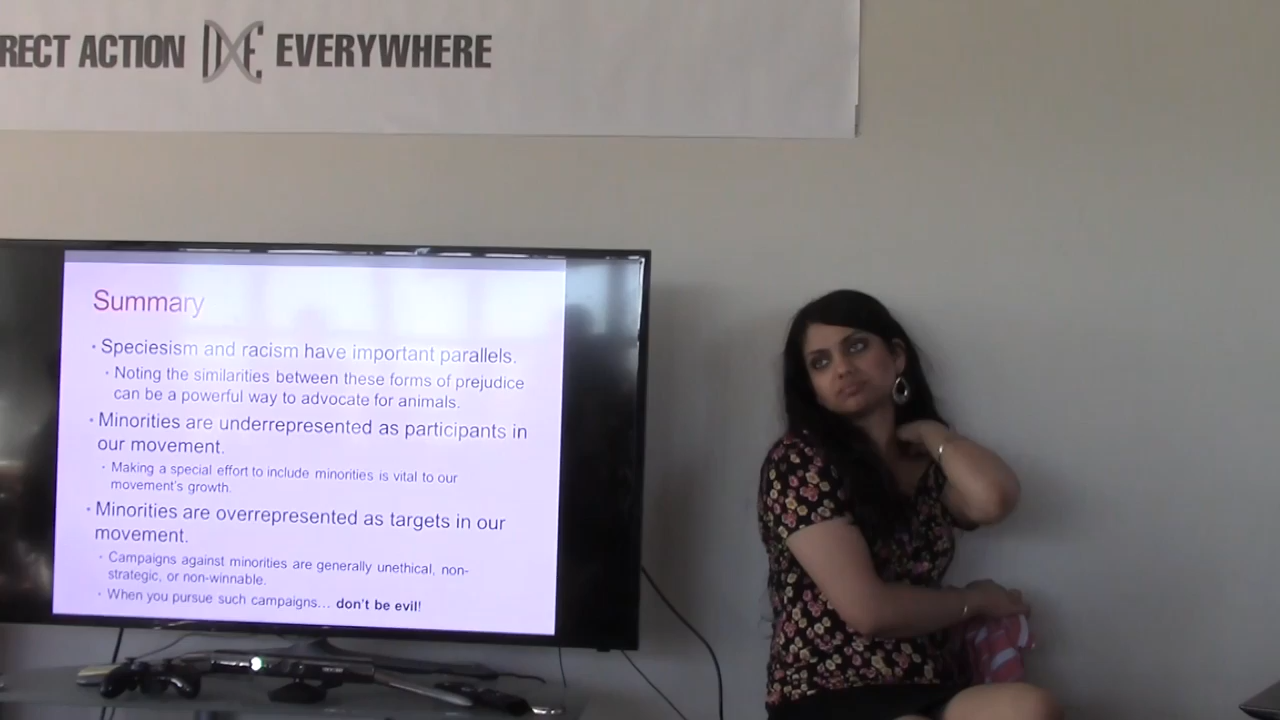 RECT ACTION DXE EVERYWHERE
Summary
• Speciesism and racism have important parallels.
• Noting the similarities between these forms of prejudice
can be a powerful way to advocate for animals.
• Minorities are underrepresented as participants in
our movement.
• Making a special effort to include minorities is vital to our
movement's growth.
• Minorities are overrepresented as targets in our
movement.
• Campaigns against minorities are generally unethical, non-
strategic, or non-winnable.
• When you pursue such campaigns... don't be evil!